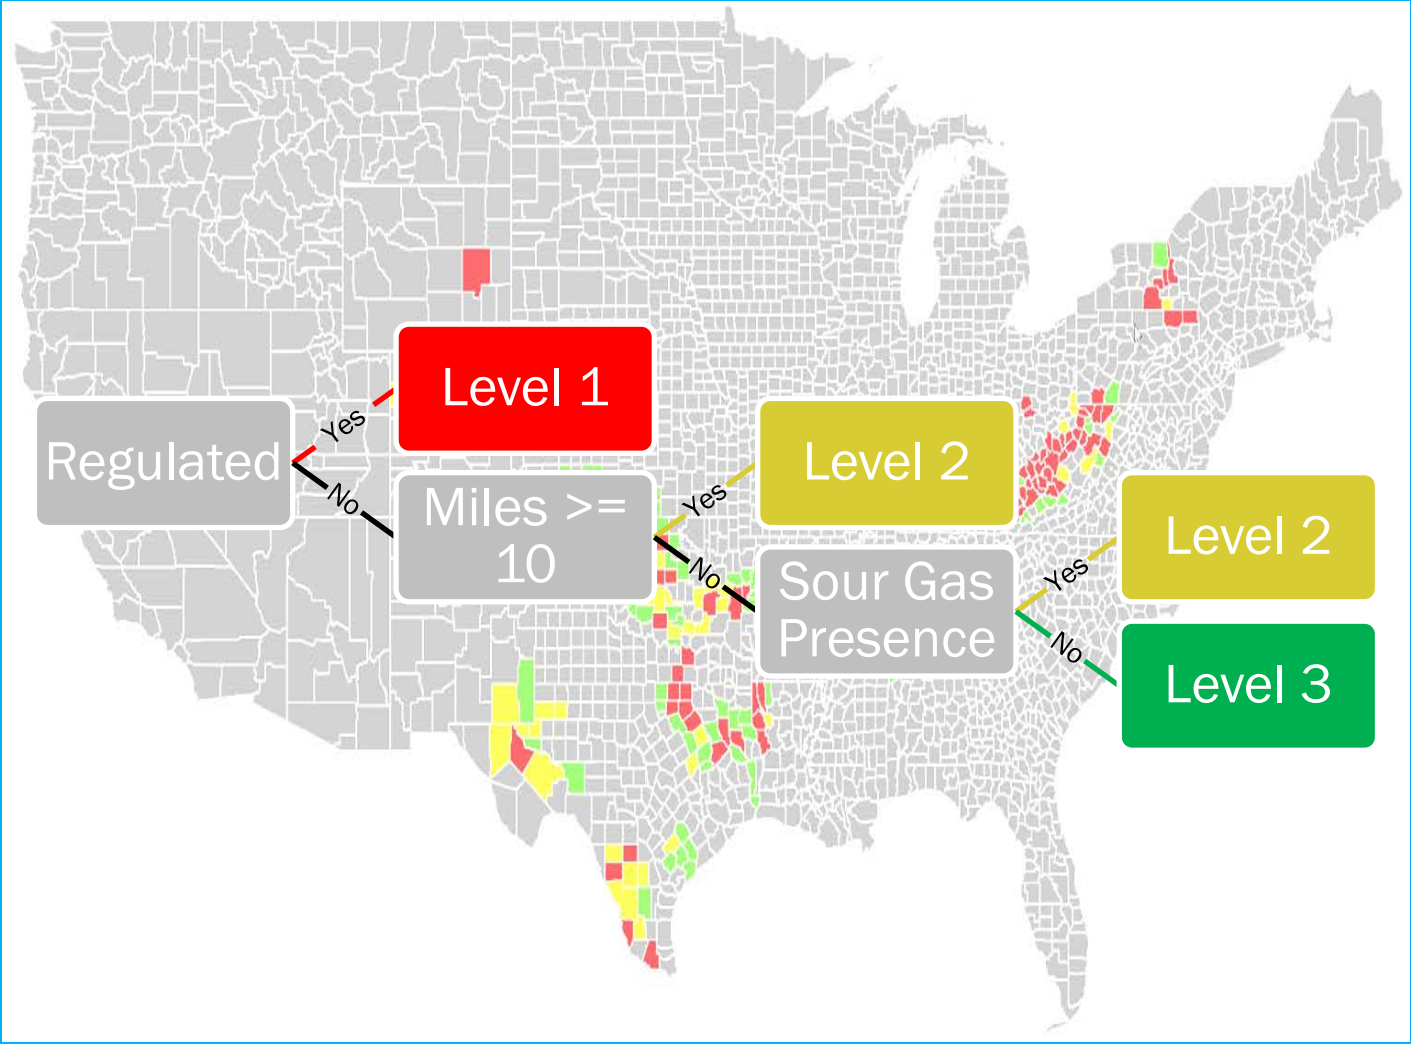 Regulated
Yes
Level 1
No
Miles >=
10
Yes
Level 2
No
Sour Gas
Presence
Yes
Level 2
No
Level 3